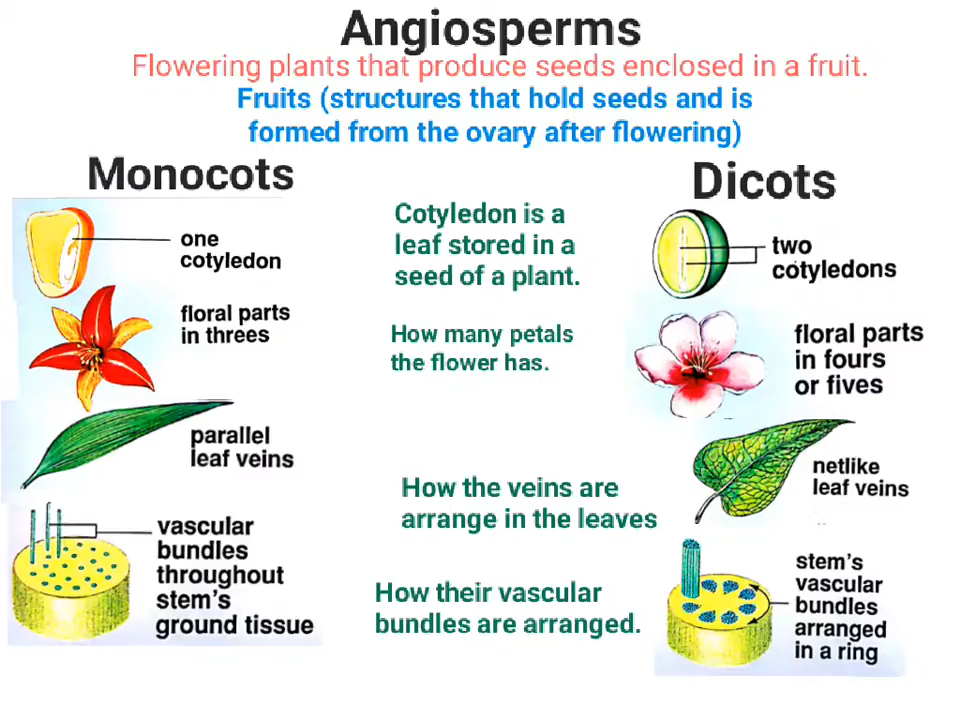 Angiosperms
Flowering plants that produce seeds enclosed in a fruit.
Fruits (structures that hold seeds and is
formed from the ovary after flowering)
Monocots
Dicots
one
cotyledon
Cotyledon is a
leaf stored in a
seed of a plant.
two
cotyledons
floral parts
in threes
How many petals
the flower has.
floral parts
in fours
or fives
parallel
leaf veins
How the veins are
arrange in the leaves
netlike
leaf veins
vascular
bundles
throughout
stem's
ground tissue
How their vascular
bundles are arranged.
stem's
vascular
bundles
arranged
in a ring